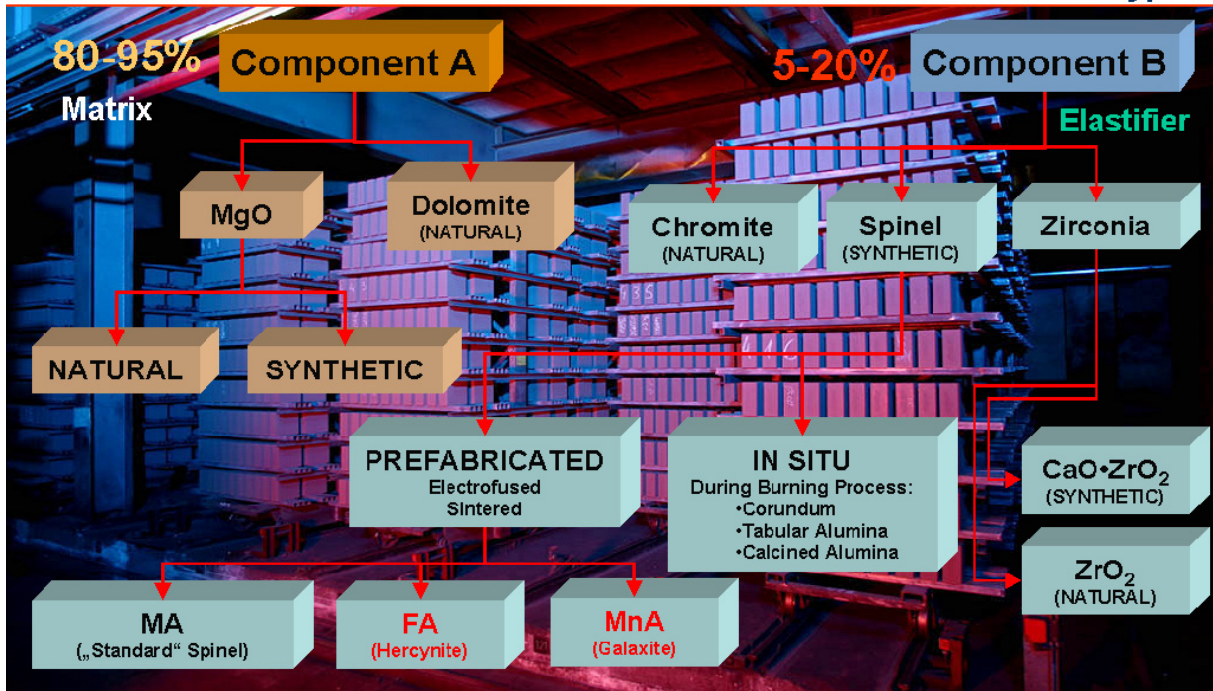 80-95%
Component A
5-20%
Component B
Matrix
Elastifier
MgO
Dolomite
(NATURAL)
Chromite
(NATURAL)
Spinel
(SYNTHETIC)
Zirconia
NATURAL
SYNTHETIC
PREFABRICATED
Electrofused
Sintered
IN SITU
During Burning Process:
•Corundum
•Tabular Alumina
•Calcined Alumina
CaO•ZrO₂
(SYNTHETIC)
ZrO₂
(NATURAL)
MA
(„Standard“ Spinel)
FA
(Hercynite)
MnA
(Galaxite)